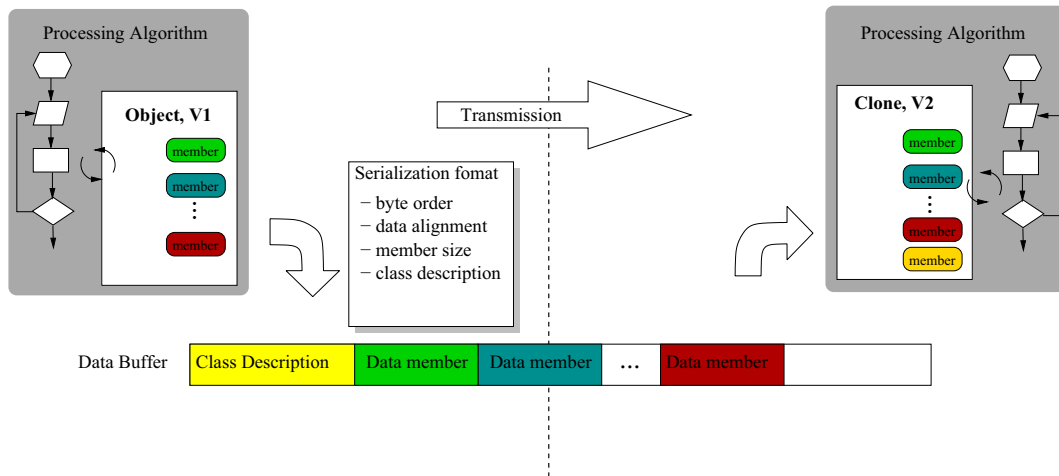 Processing Algorithm
Object, V1
member
member
member
Transmission
Serialization fomat
− byte order
− data alignment
− member size
− class description
Processing Algorithm
Clone, V2
member
member
member
member
Data Buffer
Class Description
Data member
Data member
...
Data member